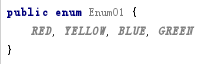 public enum Enum01 {
RED, YELLOW, BLUE, GREEN
}